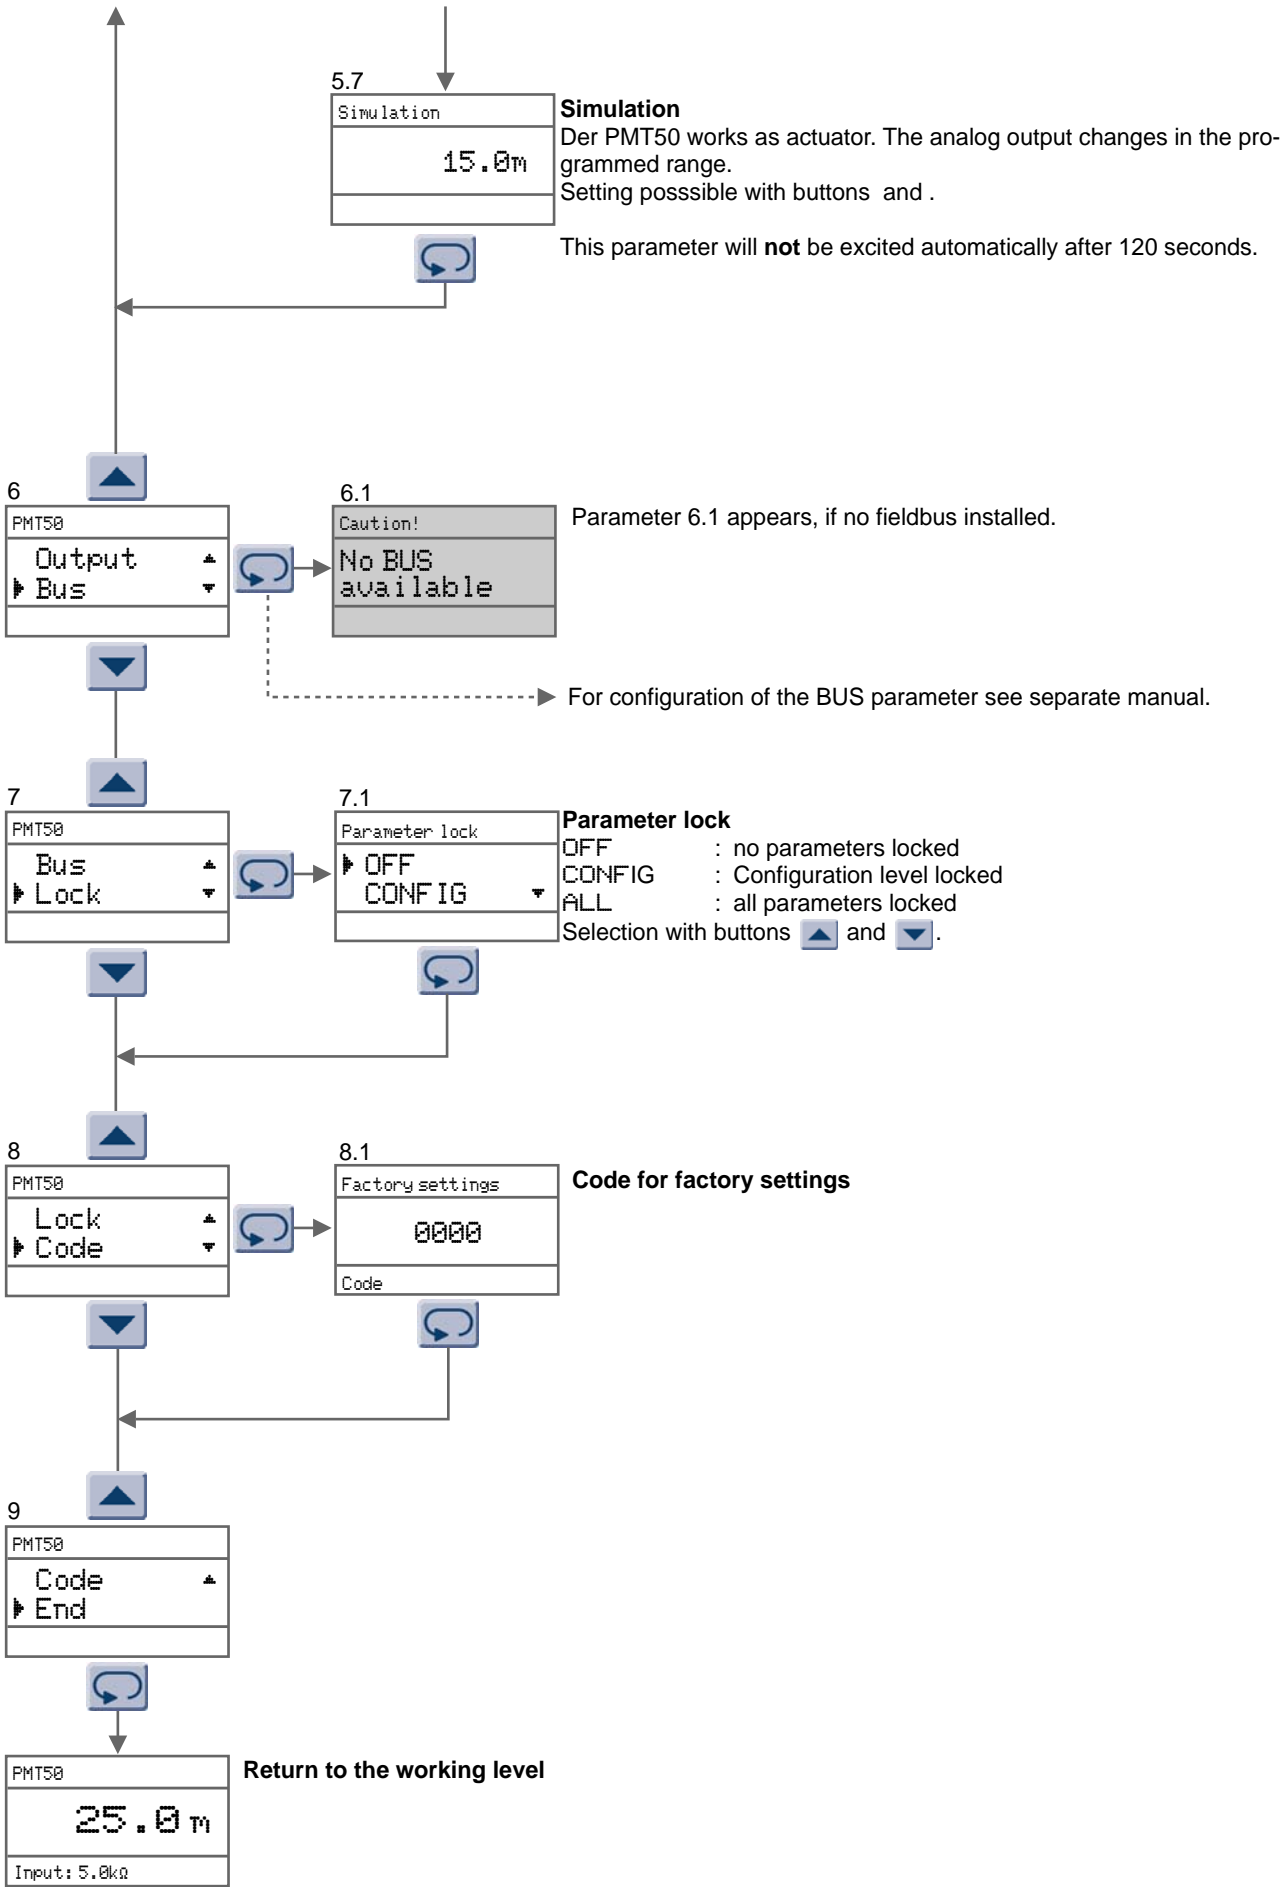 5.7
Simulation
15.0m
Simulation
Der PMT50 works as actuator. The analog output changes in the pro-
grammed range.
Setting posssible with buttons  and .
This parameter will not be excited automatically after 120 seconds.
6
PMT50
Output
Bus
6.1
Caution!
No BUS
available
Parameter 6.1 appears, if no fieldbus installed.
For configuration of the BUS parameter see separate manual.
7
PMT50
Bus
Lock
7.1
Parameter lock
OFF
CONFIG
Parameter lock
OFF : no parameters locked
CONFIG : Configuration level locked
ALL : all parameters locked
Selection with buttons ▲ and ▼.
8
PMT50
Lock
Code
8.1
Factory settings
0000
Code
Code for factory settings
9
PMT50
Code
End
PMT50
25.0 m
Input: 5.0kΩ
Return to the working level